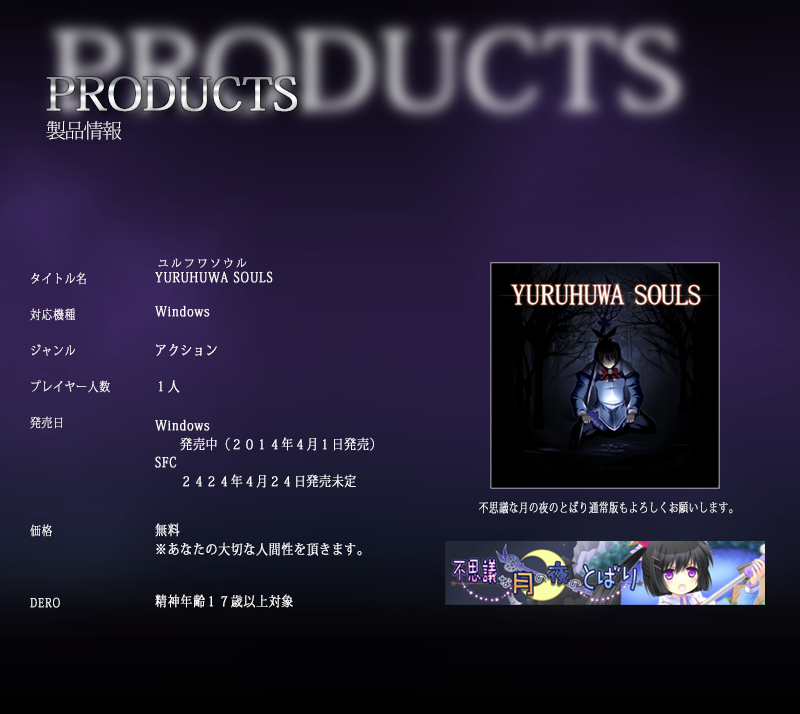 PRODUCTS
PRODUCTS
製品情報
タイトル名
ユルフワソウル
YURUHUWA SOULS
対応機種
Windows
ジャンル
アクション
プレイヤー人数
１人
発売日
Windows
発売中（２０１４年４月１日発売）
SFC
２４２４年４月２４日発売未定
価格
無料
※あなたの大切な人間性を頂きます。
DERO
精神年齢１７歳以上対象
YURUHUWA SOULS
不思議な月の夜のとばり通常版もよろしくお願いします。
不思議な月の夜のとばり